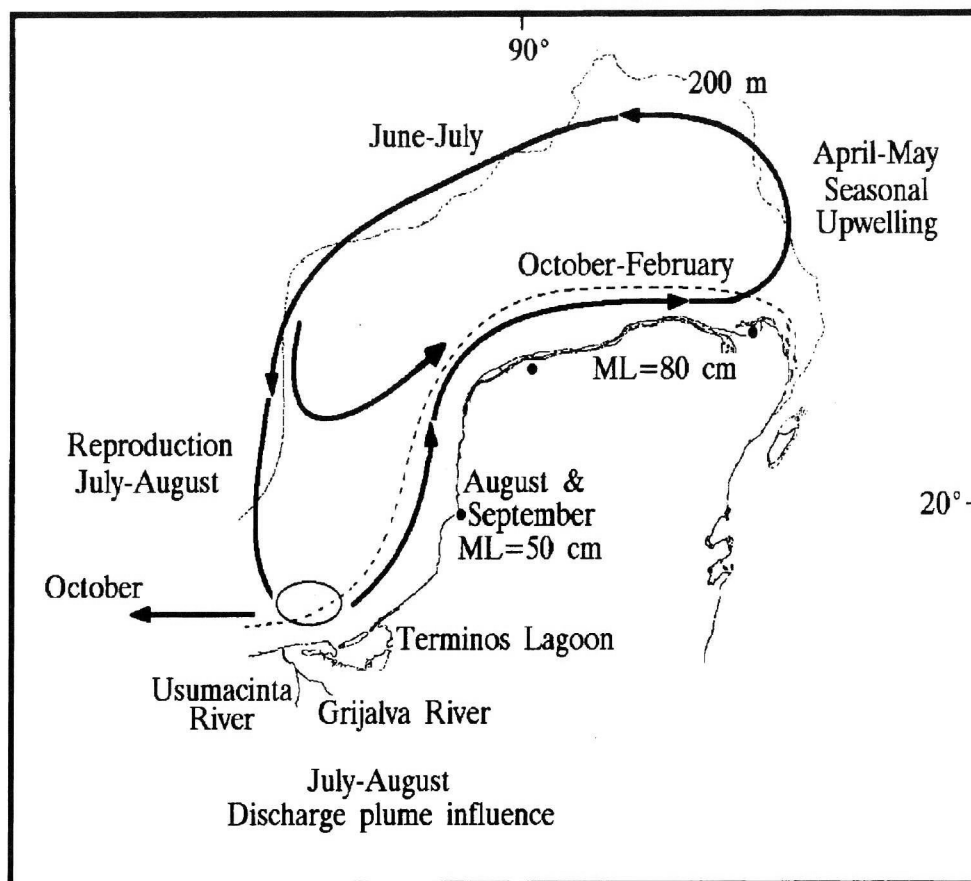 90°
200 m
June-July
April-May
Seasonal
Upwelling
October-February
ML=80 cm
Reproduction
July-August
August &
September
ML=50 cm
20°
October
Terminos Lagoon
Usumacinta
River
Grijalva River
July-August
Discharge plume influence